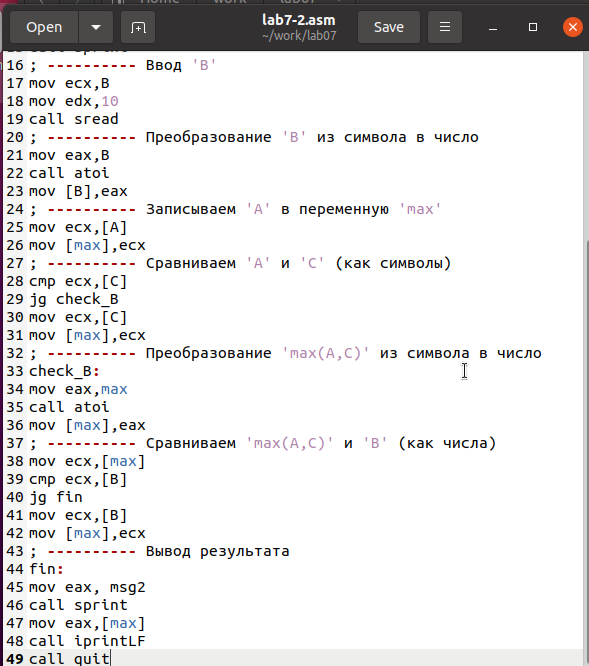 Open
lab7-2.asm
~/work/lab07
Save
16 ; ---------- Ввод 'B'
17 mov ecx,B
18 mov edx,10
19 call sread
20 ; ---------- Преобразование 'B' из символа в число
21 mov eax,B
22 call atoi
23 mov [B],eax
24 ; ---------- Записываем 'A' в переменную 'max'
25 mov ecx,[A]
26 mov [max],ecx
27 ; ---------- Сравниваем 'A' и 'C' (как символы)
28 cmp ecx,[C]
29 jg check_B
30 mov ecx,[C]
31 mov [max],ecx
32 ; ---------- Преобразование 'max(A,C)' из символа в число
33 check_B:
34 mov eax,max
35 call atoi
36 mov [max],eax
37 ; ---------- Сравниваем 'max(A,C)' и 'B' (как числа)
38 mov ecx,[max]
39 cmp ecx,[B]
40 jg fin
41 mov ecx,[B]
42 mov [max],ecx
43 ; ---------- Вывод результата
44 fin:
45 mov eax, msg2
46 call sprint
47 mov eax,[max]
48 call iprintLF
49 call quit